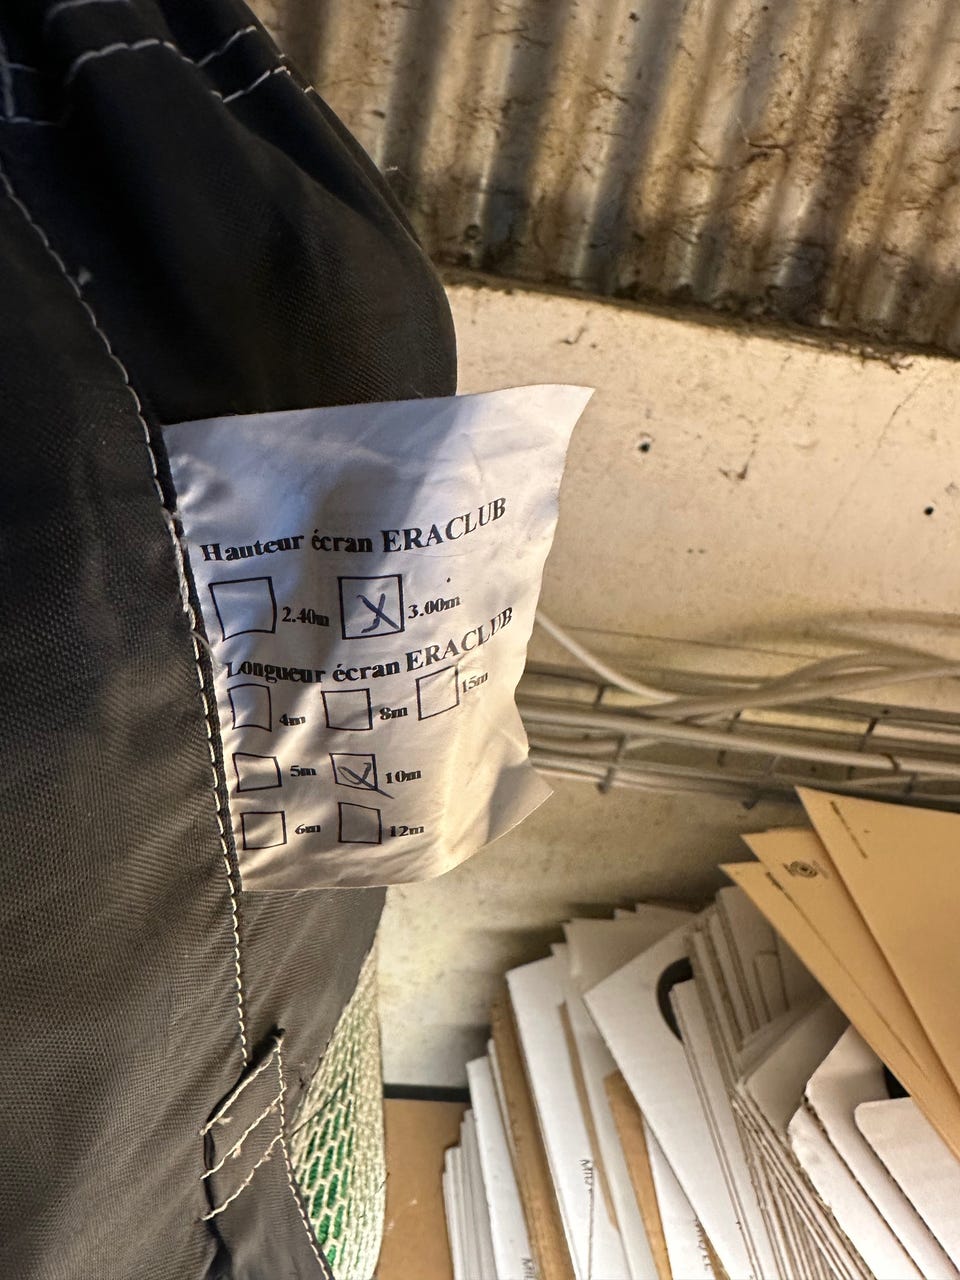 Hauteur écran ERACLUB
2.40m X 3.00m
Longueur écran ERACLUB
4m 8m 15m
5m X 10m
6m 12m